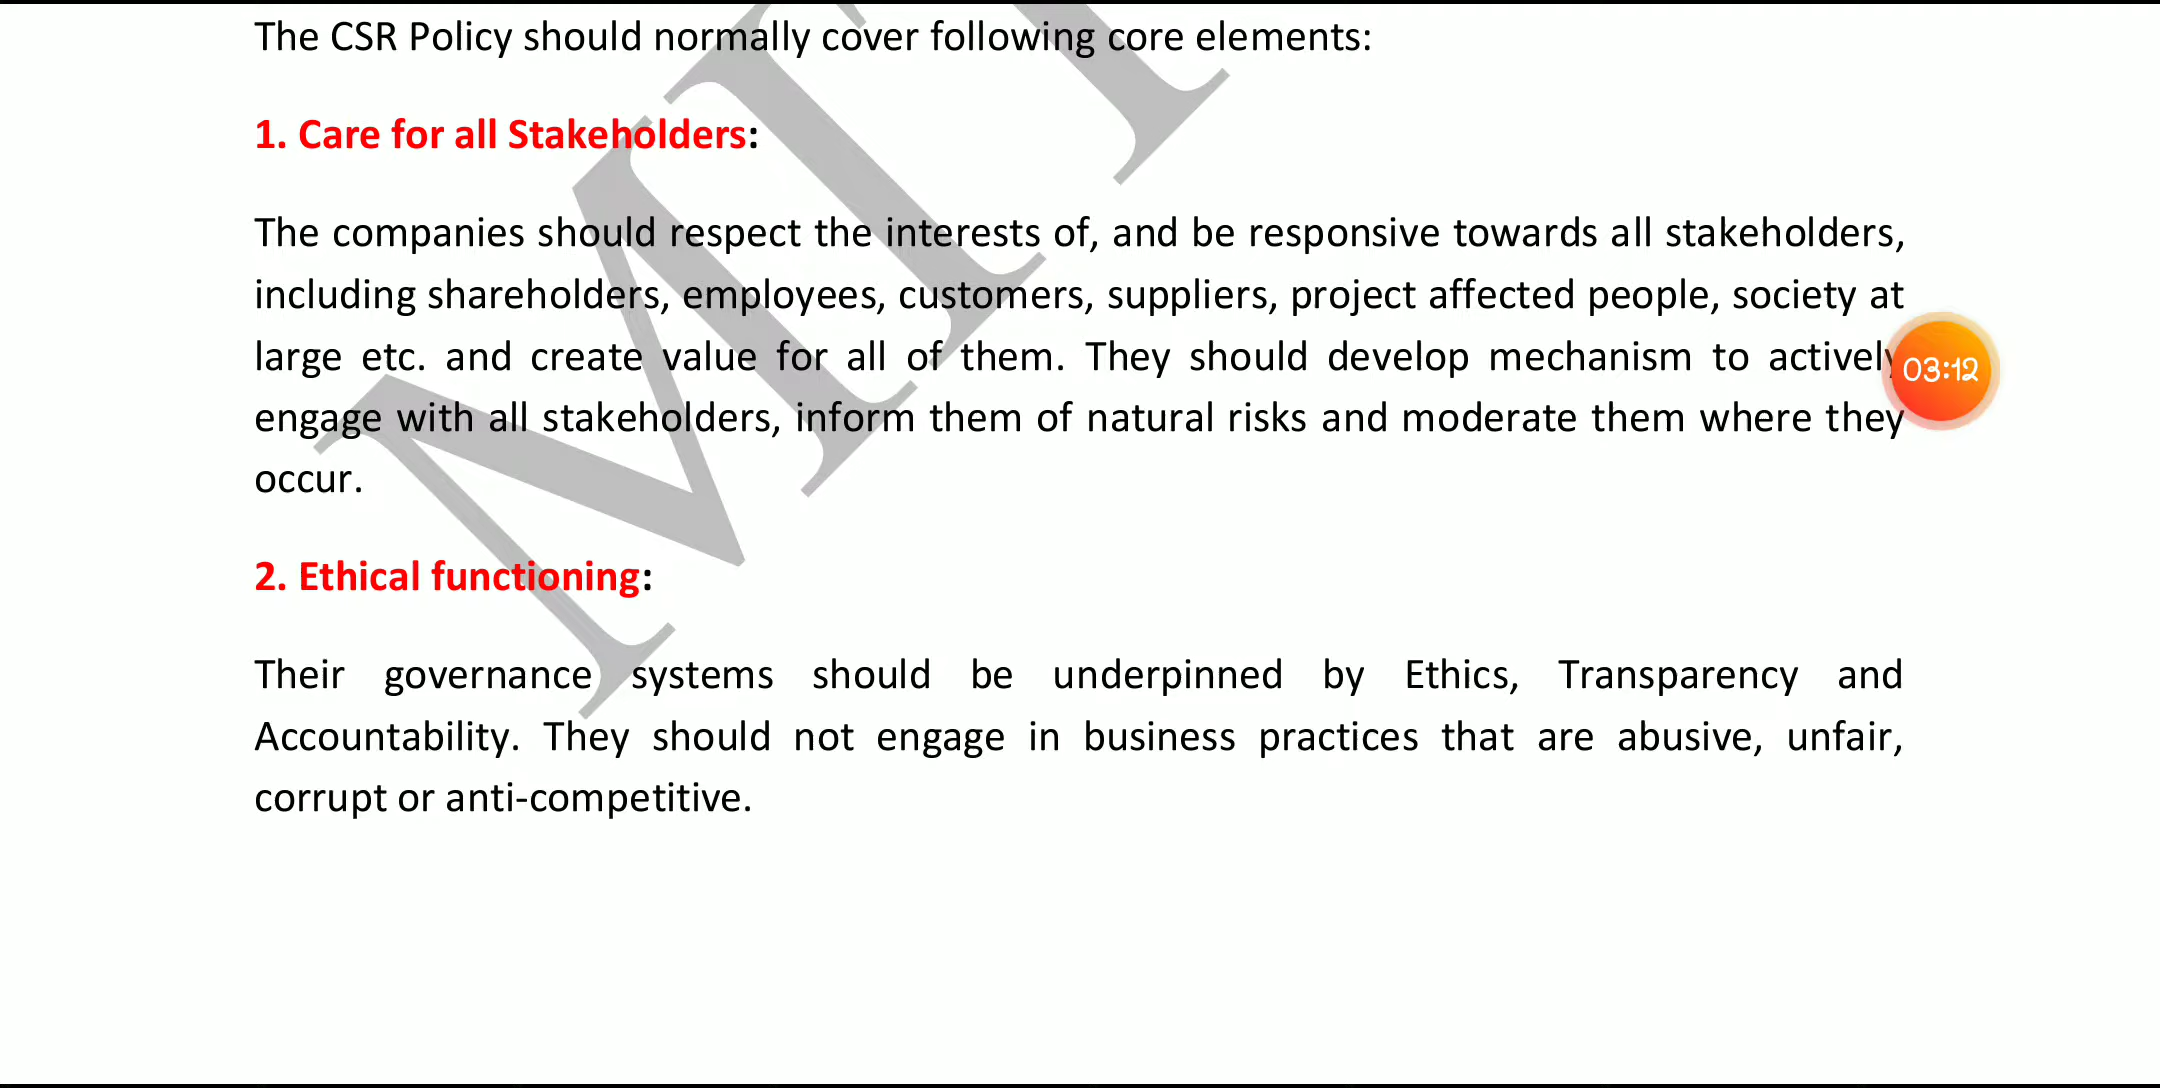 The CSR Policy should normally cover following core elements:
1. Care for all Stakeholders:
The companies should respect the interests of, and be responsive towards all stakeholders,
including shareholders, employees, customers, suppliers, project affected people, society at
large etc. and create value for all of them. They should develop mechanism to actively
03:12
engage with all stakeholders, inform them of natural risks and moderate them where they
occur.
2. Ethical functioning:
Their governance systems should be underpinned by Ethics, Transparency and
Accountability. They should not engage in business practices that are abusive, unfair,
corrupt or anti-competitive.